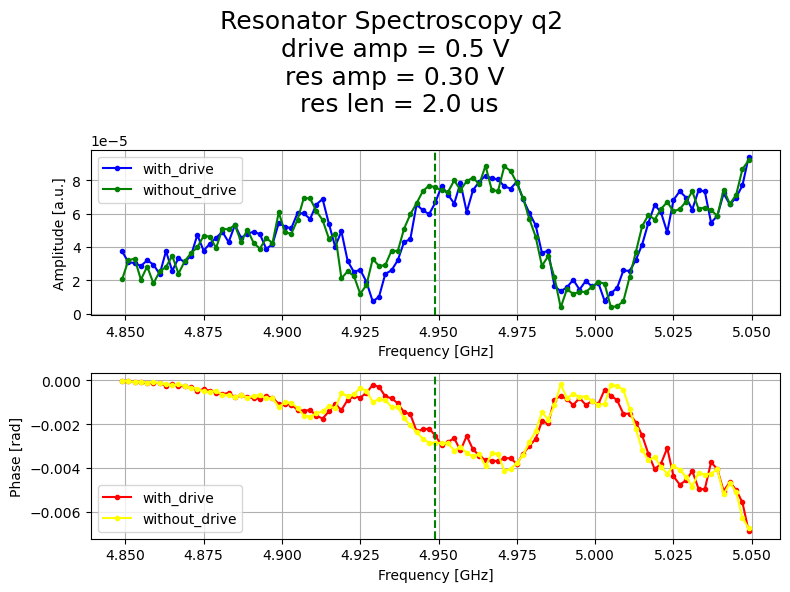 Resonator Spectroscopy q2
drive amp = 0.5 V
res amp = 0.30 V
res len = 2.0 us
1e−5
with_drive
without_drive
Amplitude [a.u.]
8
6
4
2
0
4.850 4.875 4.900 4.925 4.950 4.975 5.000 5.025 5.050
Frequency [GHz]
0.000
−0.002
−0.004
−0.006
Phase [rad]
with_drive
without_drive
4.850 4.875 4.900 4.925 4.950 4.975 5.000 5.025 5.050
Frequency [GHz]